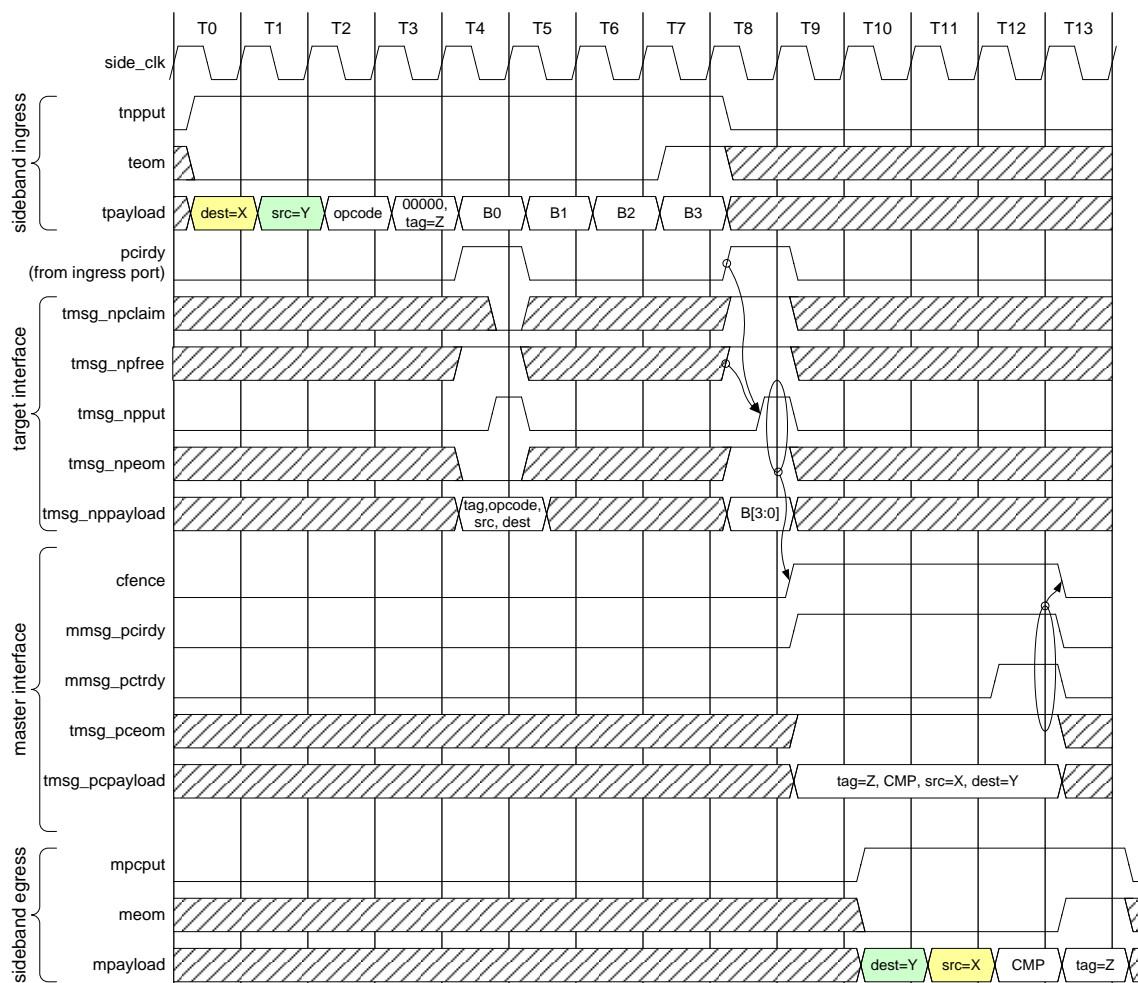 T0 T1 T2 T3 T4 T5 T6 T7 T8 T9 T10 T11 T12 T13
side_clk
sideband ingress
tnpput
teom
tpayload
dest=X
src=Y
opcode
00000,
tag=Z
B0
B1
B2
B3
pcirdy
(from ingress port)
target interface
tmsg_npclaim
tmsg_npfree
tmsg_npput
tmsg_npeom
tmsg_nppayload
tag,opcode,
src, dest
B[3:0]
master interface
cfence
mmsg_pcirdy
mmsg_pctrdy
tmsg_pceom
tmsg_pcpayload
tag=Z, CMP, src=X, dest=Y
sideband egress
mpcput
meom
mpayload
dest=Y
src=X
CMP
tag=Z